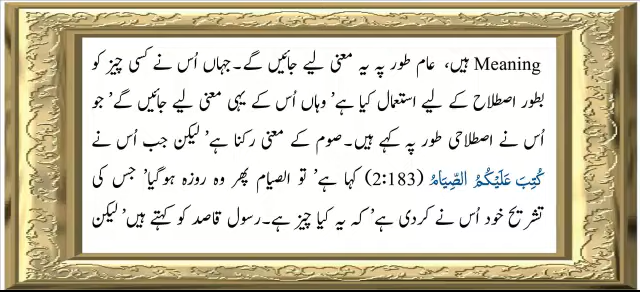 Meaning ہیں، عام طور پہ یہ معنی لیے جائیں گے۔جہاں اُس نے کسی چیز کو
بطور اصطلاح کے لیے استعمال کیا ہے‘ وہاں اُس کے یہی معنی لیے جائیں گے‘ جو
اُس نے اصطلاحی طور پہ کہے ہیں۔صوم کے معنی رکنا ہے‘ لیکن جب اُس نے
كُتِبَ عَلَيْكُمُ الصِّيَامُ (2:183) کہا ہے‘ تو الصیام پھر وہ روزہ ہوگیا‘ جس کی
تشریح خود اُس نے کردی ہے‘ کہ یہ کیا چیز ہے۔رسول قاصد کو کہتے ہیں‘ لیکن